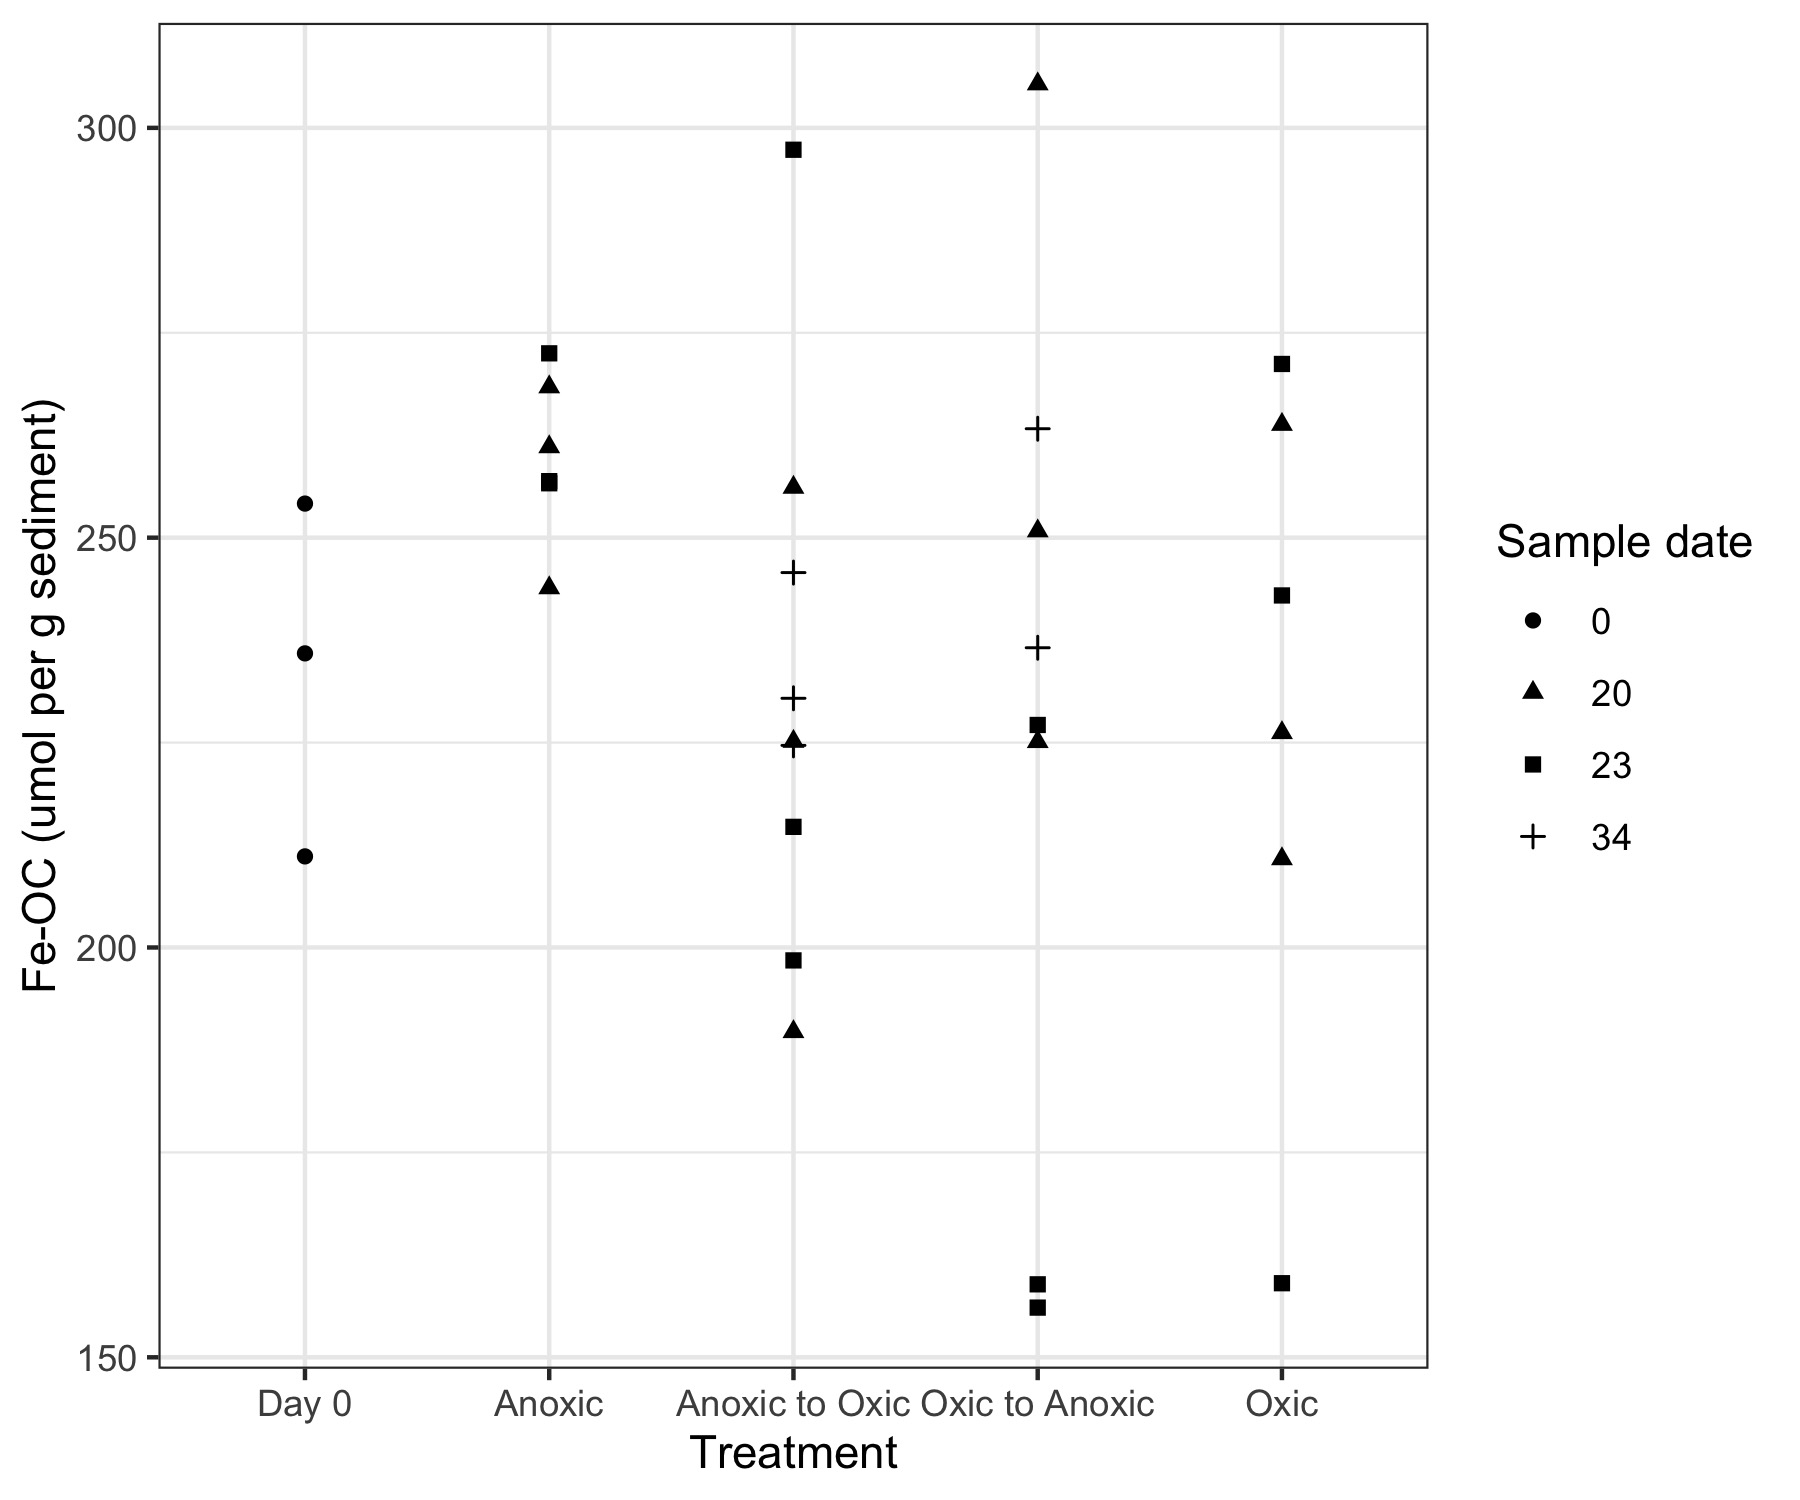 Fe-OC (umol per g sediment)
300
250
200
150
Day 0
Anoxic
Anoxic to Oxic
Oxic to Anoxic
Oxic
Treatment
Sample date
0
20
23
34